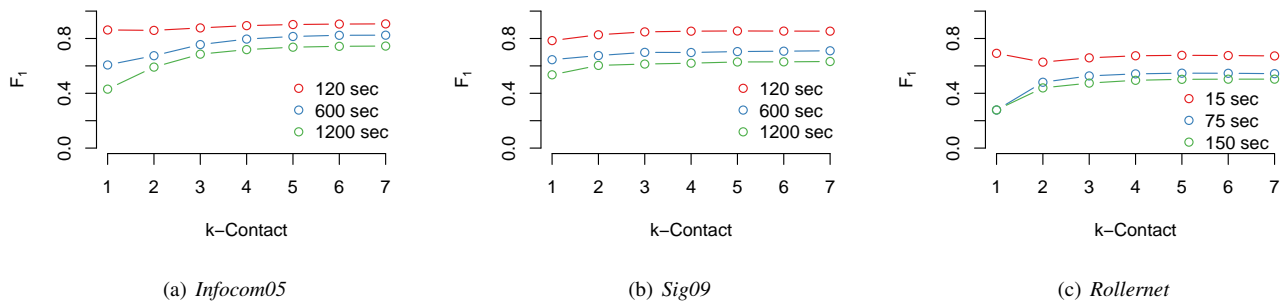 F1
0.0 0.4 0.8
120 sec
600 sec
1200 sec
1 2 3 4 5 6 7
k−Contact
(a) Infocom05
F1
0.0 0.4 0.8
120 sec
600 sec
1200 sec
1 2 3 4 5 6 7
k−Contact
(b) Sig09
F1
0.0 0.4 0.8
15 sec
75 sec
150 sec
1 2 3 4 5 6 7
k−Contact
(c) Rollernet